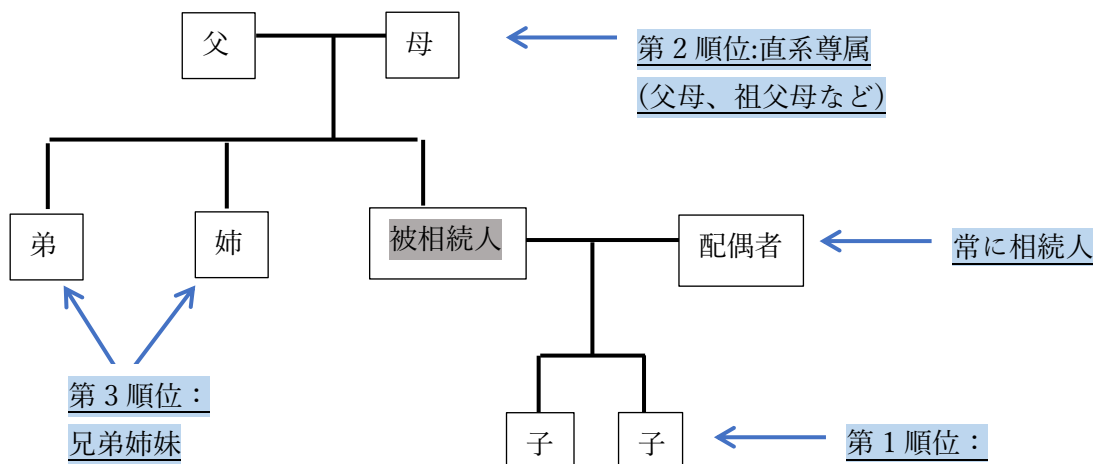 父
母
第2順位:直系尊属
(父母、祖父母など)
弟
姉
被相続人
配偶者
常に相続人
第3順位：
兄弟姉妹
子
子
第1順位：